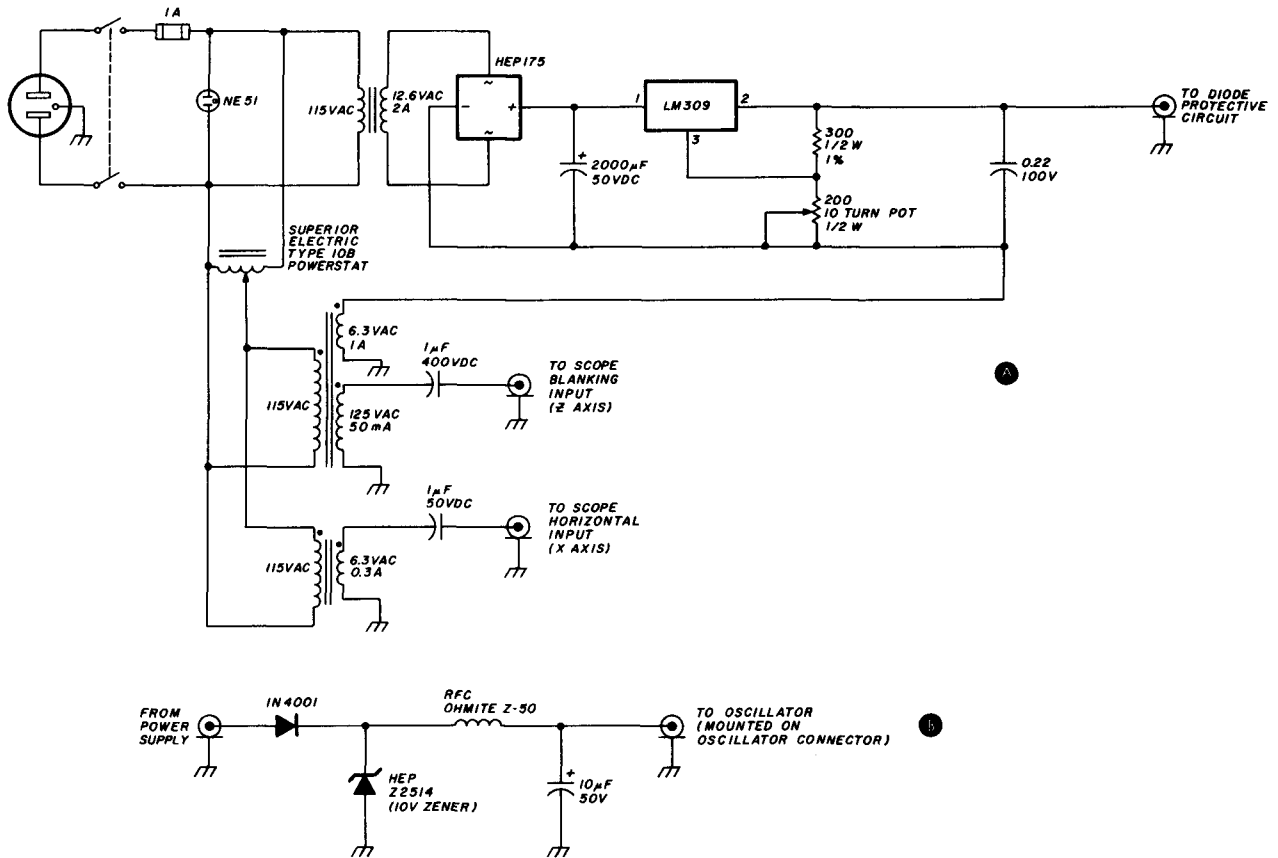 1A
NE51
115VAC
12.6VAC
2A
HEP175
~
-
+
~
1
LM309
2
3
+
2000µF
50VDC
300
1/2 W
1%
200
10 TURN POT
1/2 W
0.22
100V
TO DIODE
PROTECTIVE
CIRCUIT
SUPERIOR
ELECTRIC
TYPE 10B
POWERSTAT
6.3VAC
1A
115VAC
125VAC
50mA
1µF
400VDC
TO SCOPE
BLANKING
INPUT
(Z AXIS)
A
115VAC
6.3VAC
0.3A
1µF
50VDC
TO SCOPE
HORIZONTAL
INPUT
(X AXIS)
FROM
POWER
SUPPLY
1N4001
HEP
Z2514
(10V ZENER)
RFC
OHMITE Z-50
+
10µF
50V
TO OSCILLATOR
(MOUNTED ON
OSCILLATOR CONNECTOR)
b